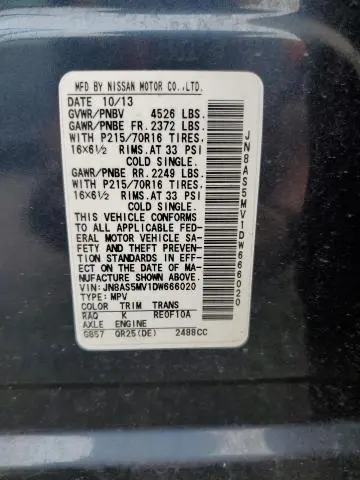 MFD BY NISSAN MOTOR CO.,LTD.
DATE 10/13
GVWR/PNBV 4526 LBS.
GAWR/PNBE FR.2372 LBS.
WITH P215/70R16 TIRES,
16X6½ RIMS.AT 33 PSI
COLD SINGLE.
GAWR/PNBE RR.2249 LBS.
WITH P215/70R16 TIRES,
16X6½ RIMS.AT 33 PSI
COLD SINGLE.
THIS VEHICLE CONFORMS
TO ALL APPLICABLE FED-
ERAL MOTOR VEHICLE SA-
FETY AND THEFT PREVEN-
TION STANDARDS IN EFF-
ECT ON THE DATE OF MA-
NUFACTURE SHOWN ABOVE.
VIN:JN8AS5MV1DW666020
TYPE:MPV
COLOR TRIM TRANS
RAQ K RE0F10A
AXLE ENGINE
GB57 QR25(DE) 2488CC
JN8AS5MV1DW666020